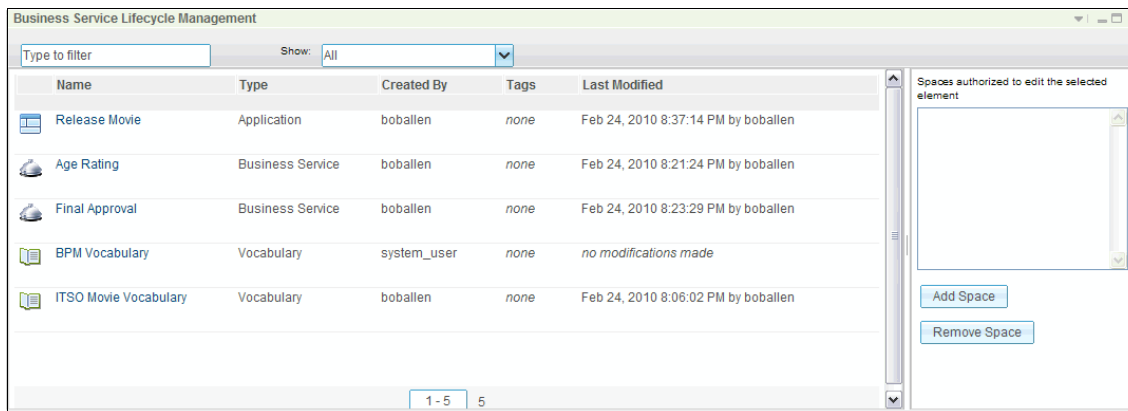 Business Service Lifecycle Management
Type to filter Show: All
Name Type Created By Tags Last Modified
Release Movie Application boballen none Feb 24, 2010 8:37:14 PM by boballen
Age Rating Business Service boballen none Feb 24, 2010 8:21:24 PM by boballen
Final Approval Business Service boballen none Feb 24, 2010 8:23:29 PM by boballen
BPM Vocabulary Vocabulary system_user none no modifications made
ITSO Movie Vocabulary Vocabulary boballen none Feb 24, 2010 8:06:02 PM by boballen
1 - 5 5
Spaces authorized to edit the selected
element
Add Space
Remove Space